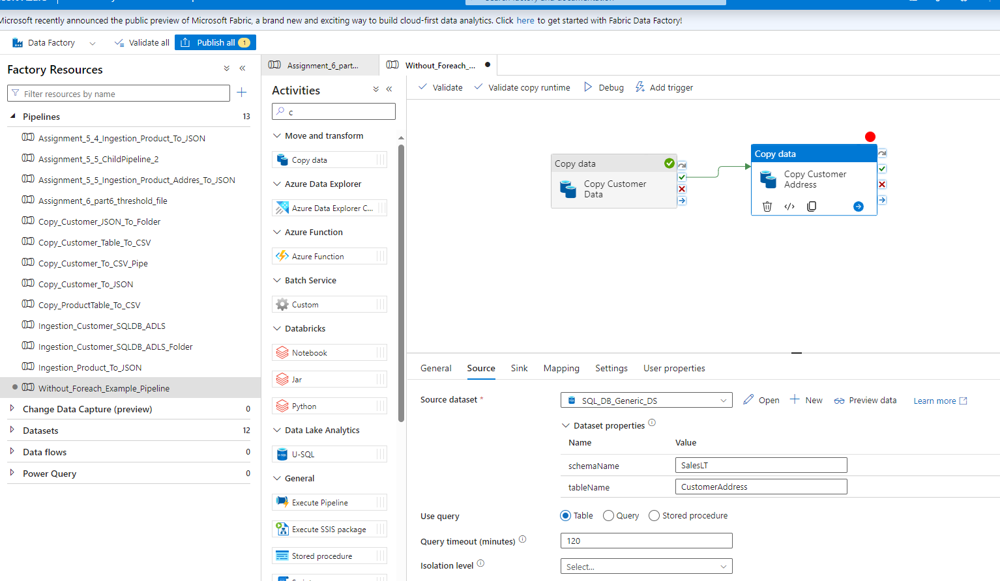 Microsoft recently announced the public preview of Microsoft Fabric, a brand new and exciting way to build cloud-first data analytics. Click here to get started with Fabric Data Factory!
Data Factory
Validate all
Publish all 1
Factory Resources
Filter resources by name
Pipelines 13
Assignment_5_4_Ingestion_Product_To_JSON
Assignment_5_5_ChildPipeline_2
Assignment_5_5_Ingestion_Product_Addres_To_JSON
Assignment_6_part6_threshold_file
Copy_Customer_JSON_To_Folder
Copy_Customer_Table_To_CSV
Copy_Customer_To_CSV_Pipe
Copy_Customer_To_JSON
Copy_ProductTable_To_CSV
Ingestion_Customer_SQLDB_ADLS
Ingestion_Customer_SQLDB_ADLS_Folder
Ingestion_Product_To_JSON
Without_Foreach_Example_Pipeline
Change Data Capture (preview) 0
Datasets 12
Data flows 0
Power Query 0
Assignment_6_part...
Without_Foreach_...
Activities
c
Move and transform
Copy data
Azure Data Explorer
Azure Data Explorer C...
Azure Function
Azure Function
Batch Service
Custom
Databricks
Notebook
Jar
Python
Data Lake Analytics
U-SQL
General
Execute Pipeline
Execute SSIS package
Stored procedure
Validate
Validate copy runtime
Debug
Add trigger
Copy data
Copy Customer
Data
Copy data
Copy Customer
Address
General
Source
Sink
Mapping
Settings
User properties
Source dataset *
SQL_DB_Generic_DS
Open
New
Preview data
Learn more
Dataset properties
Name Value
schemaName SalesLT
tableName CustomerAddress
Use query
Table
Query
Stored procedure
Query timeout (minutes)
120
Isolation level
Select...